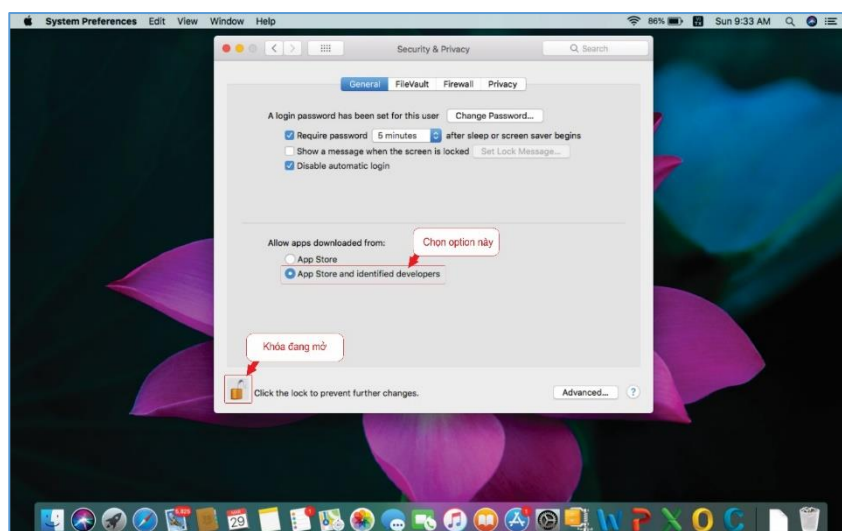 System Preferences Edit View Window Help 86% Sun 9:33 AM
Security & Privacy Search
General FileVault Firewall Privacy
A login password has been set for this user Change Password...
Require password 5 minutes after sleep or screen saver begins
Show a message when the screen is locked Set Lock Message...
Disable automatic login
Allow apps downloaded from:
Chọn option này
App Store
App Store and identified developers
Khóa đang mở
Click the lock to prevent further changes. Advanced... ?
29